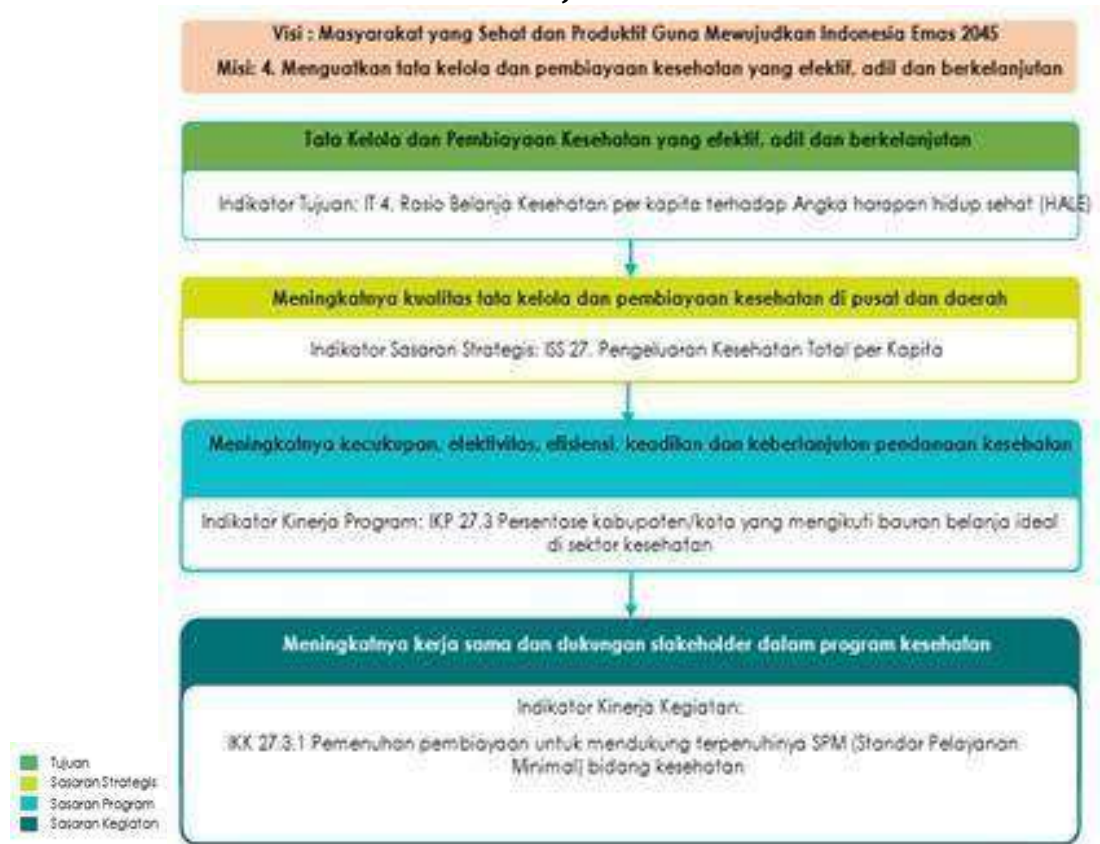 Visi : Masyarakat yang Sehat dan Produktif Guna Mewujudkan Indonesia Emas 2045
Misi: 4. Menguatkan tata kelola dan pembiayaan kesehatan yang efektif, adil dan berkelanjutan
Tata Kelola dan Pembiayaan Kesehatan yang efektif, adil dan berkelanjutan
Indikator Tujuan: IT 4. Rasio Belanja Kesehatan per kapita terhadap Angka harapan hidup sehat (HALE)
Meningkatnya kualitas tata kelola dan pembiayaan kesehatan di pusat dan daerah
Indikator Sasaran Strategis: ISS 27. Pengeluaran Kesehatan Total per Kapita
Meningkatnya kecukupan, efektivitas, efisiensi, keadilan dan keberlanjutan pendanaan kesehatan
Indikator Kinerja Program: IKP 27.3 Persentase kabupaten/kota yang mengikuti bauran belanja ideal
di sektor kesehatan
Meningkatnya kerja sama dan dukungan stakeholder dalam program kesehatan
Indikator Kinerja Kegiatan:
IKK 27.3.1 Pemenuhan pembiayaan untuk mendukung terpenuhinya SPM (Standar Pelayanan
Minimal) bidang kesehatan
Tujuan
Sasaran Strategis
Sasaran Program
Sasaran Kegiatan